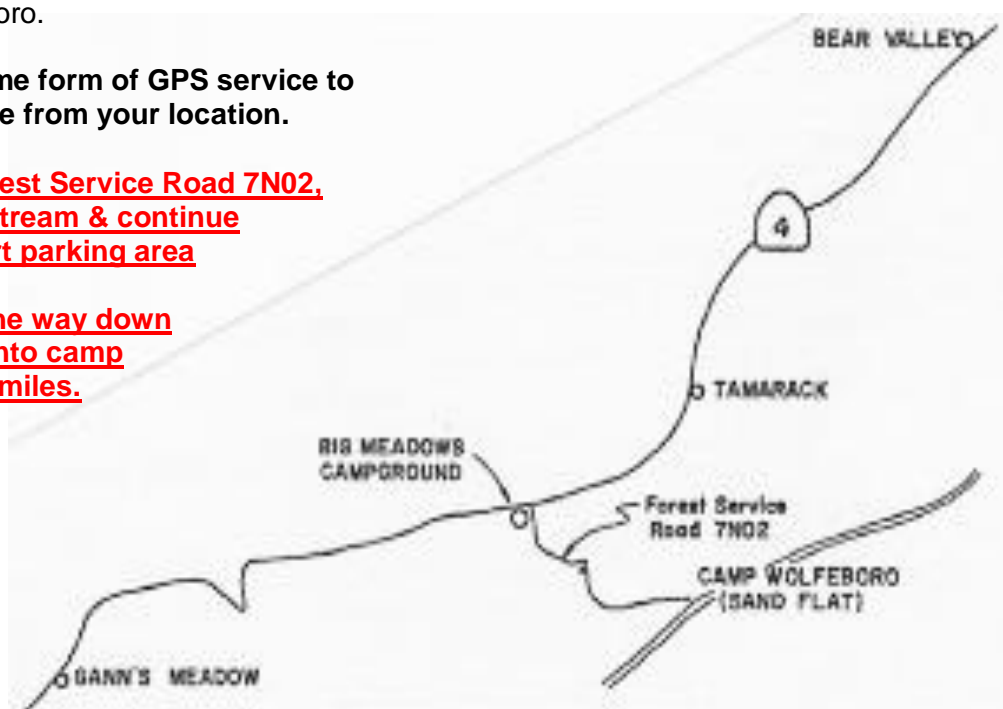 oro.
me form of GPS service to
e from your location.
est Service Road 7N02,
tream & continue
rt parking area
he way down
nto camp
miles.
BEAR VALLEY
4
TAMARACK
BIG MEADOWS
CAMPGROUND
Forest Service
Road 7N02
CAMP WOLFEBORO
(SAND FLAT)
GANN'S MEADOW